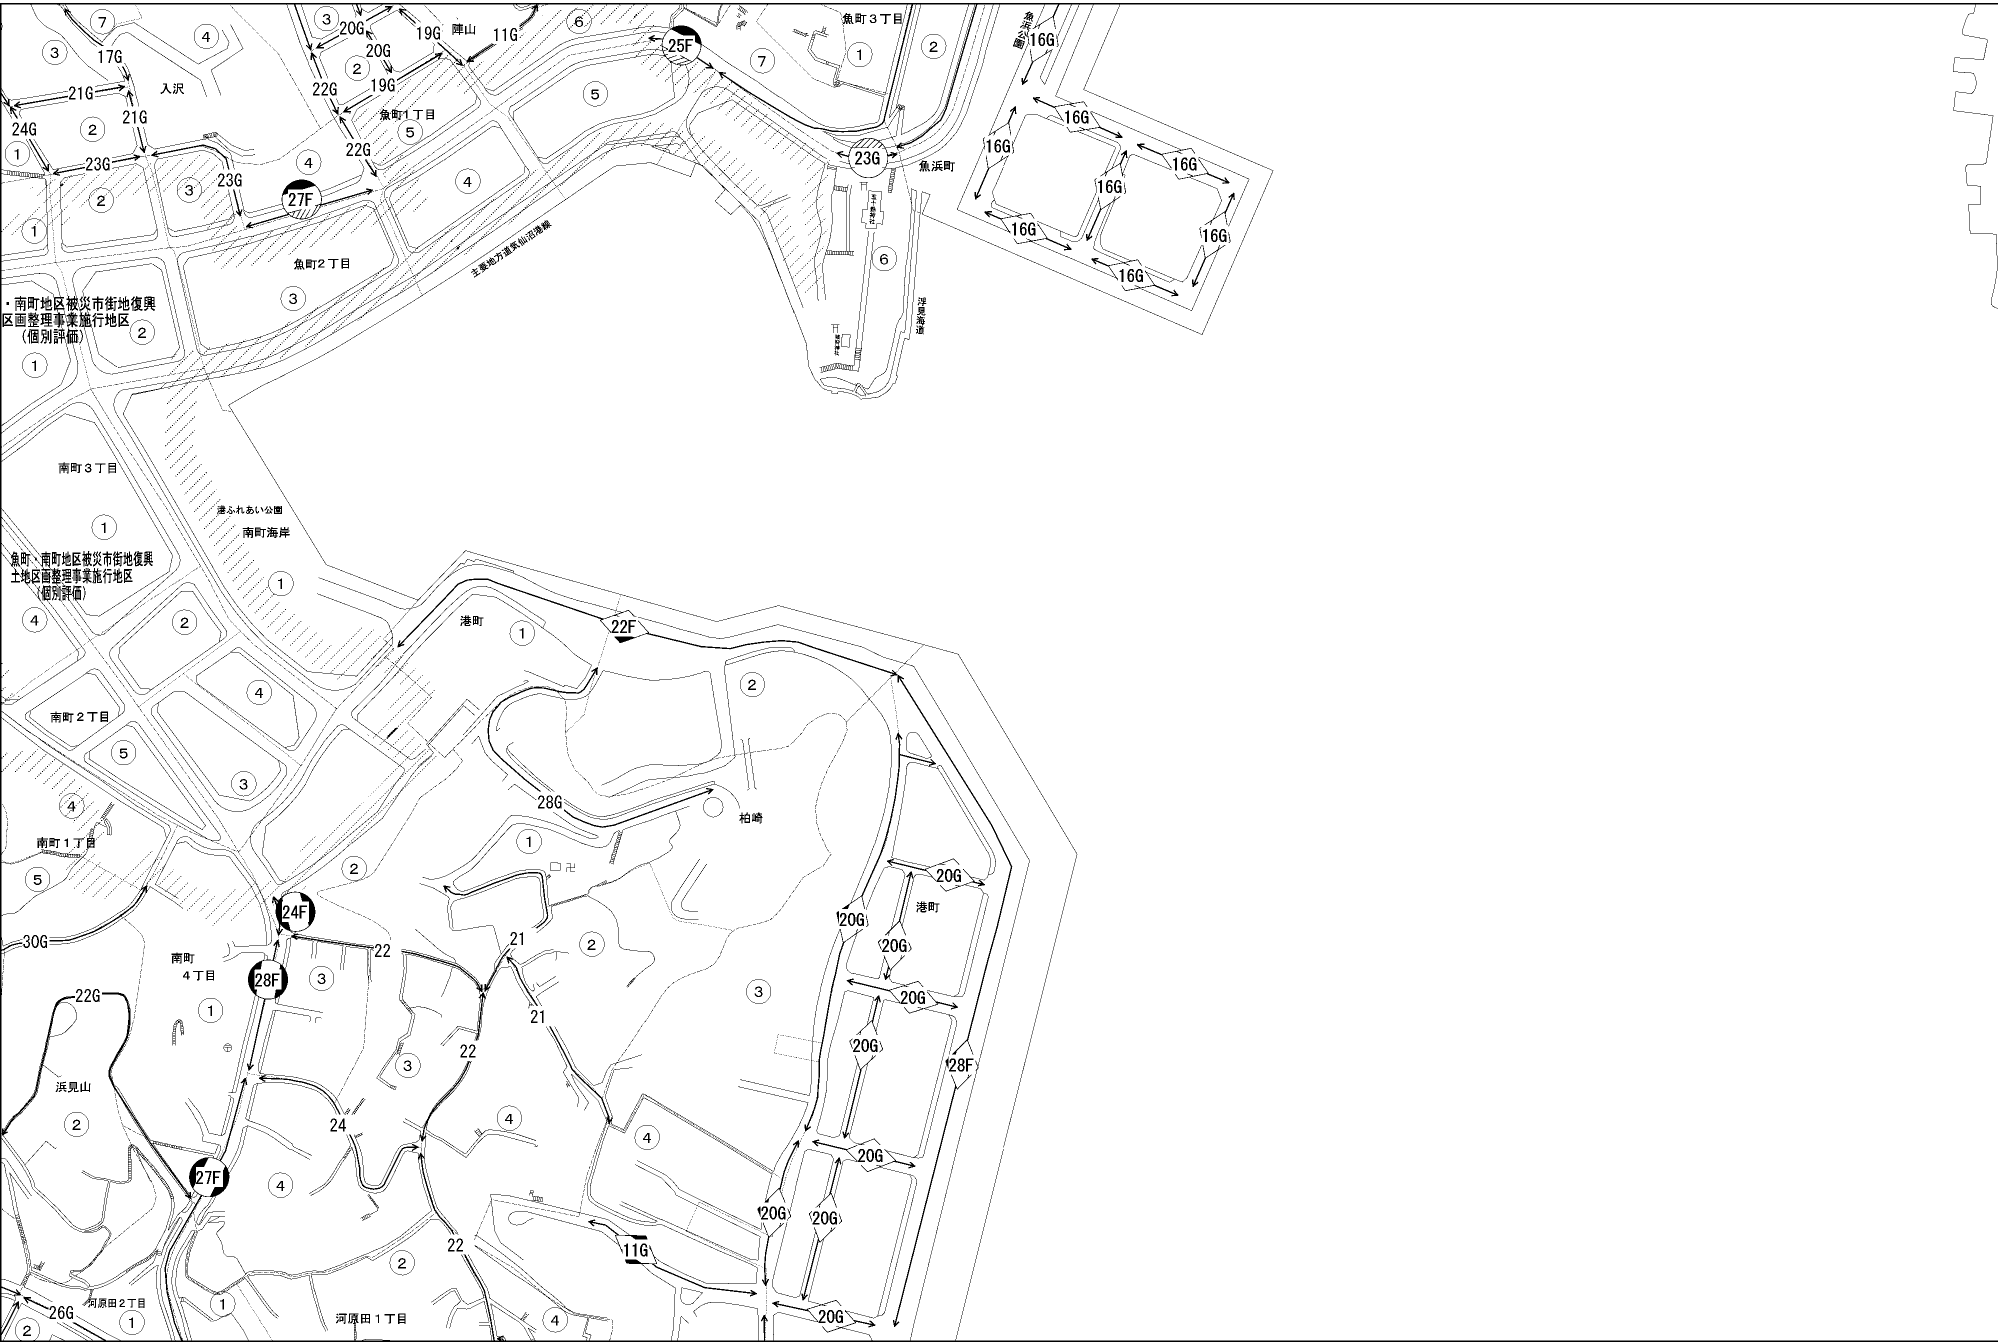 7
3
4
3
20G
19G
陣山
11G
6
25F
魚町3丁目
1
2
魚浜公園
16G
17G
20G
2
7
入沢
21G
22G
19G
5
21G
24G
2
魚町1丁目
5
16G
1
23G
22G
4
23G
魚浜町
16G
16G
2
3
23G
27F
4
16G
五十鈴神社
1
16G
16G
主要地方道気仙沼港線
6
魚町2丁目
16G
3
浮見海道
・南町地区被災市街地復興
区画整理事業施行地区
(個別評価)
2
1
南町3丁目
港ふれあい公園
南町海岸
1
魚町・南町地区被災市街地復興
土地区画整理事業施行地区
(個別評価)
1
4
2
港町
1
22F
4
2
南町2丁目
5
3
4
28G
柏崎
南町1丁目
1
5
2
20G
24F
港町
20G
30G
22
21
2
20G
南町
4丁目
28F
3
22G
3
20G
1
21
22
20G
3
28F
浜見山
2
24
4
4
20G
27F
4
20G
20G
22
11G
2
河原田2丁目
26G
1
1
2
河原田1丁目
4
20G